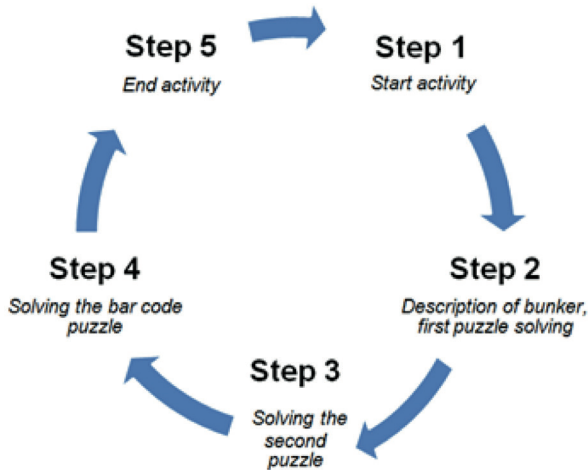 Step 1
Start activity
Step 2
Description of bunker,
first puzzle solving
Step 3
Solving the
second
puzzle
Step 4
Solving the bar code
puzzle
Step 5
End activity